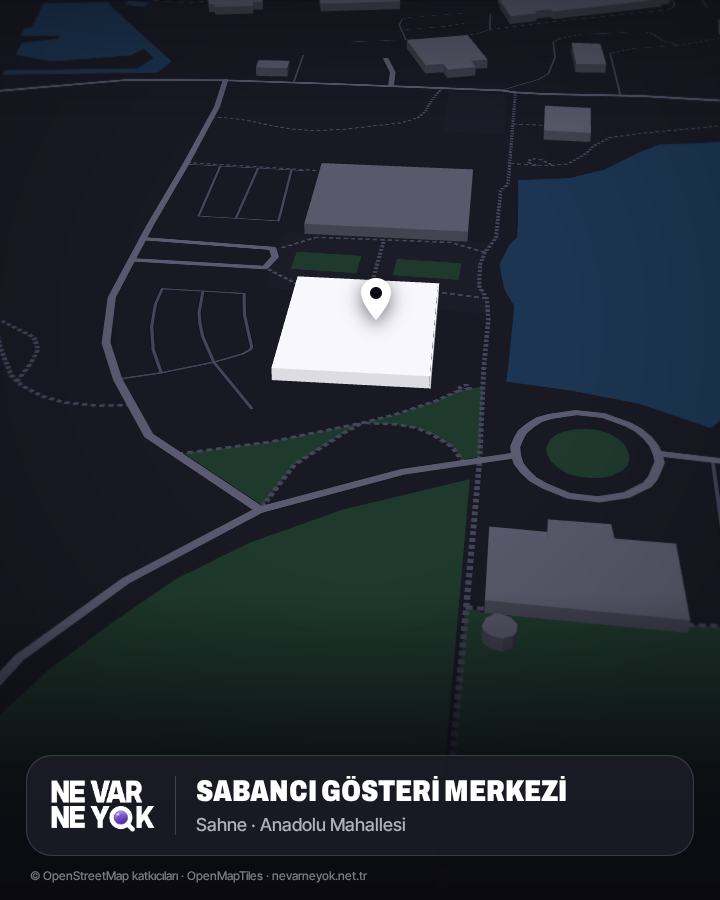 NE VAR
NE YOK
SABANCI GÖSTERİ MERKEZİ
Sahne · Anadolu Mahallesi
© OpenStreetMap katkıcıları · OpenMapTiles · nevarneyok.net.tr